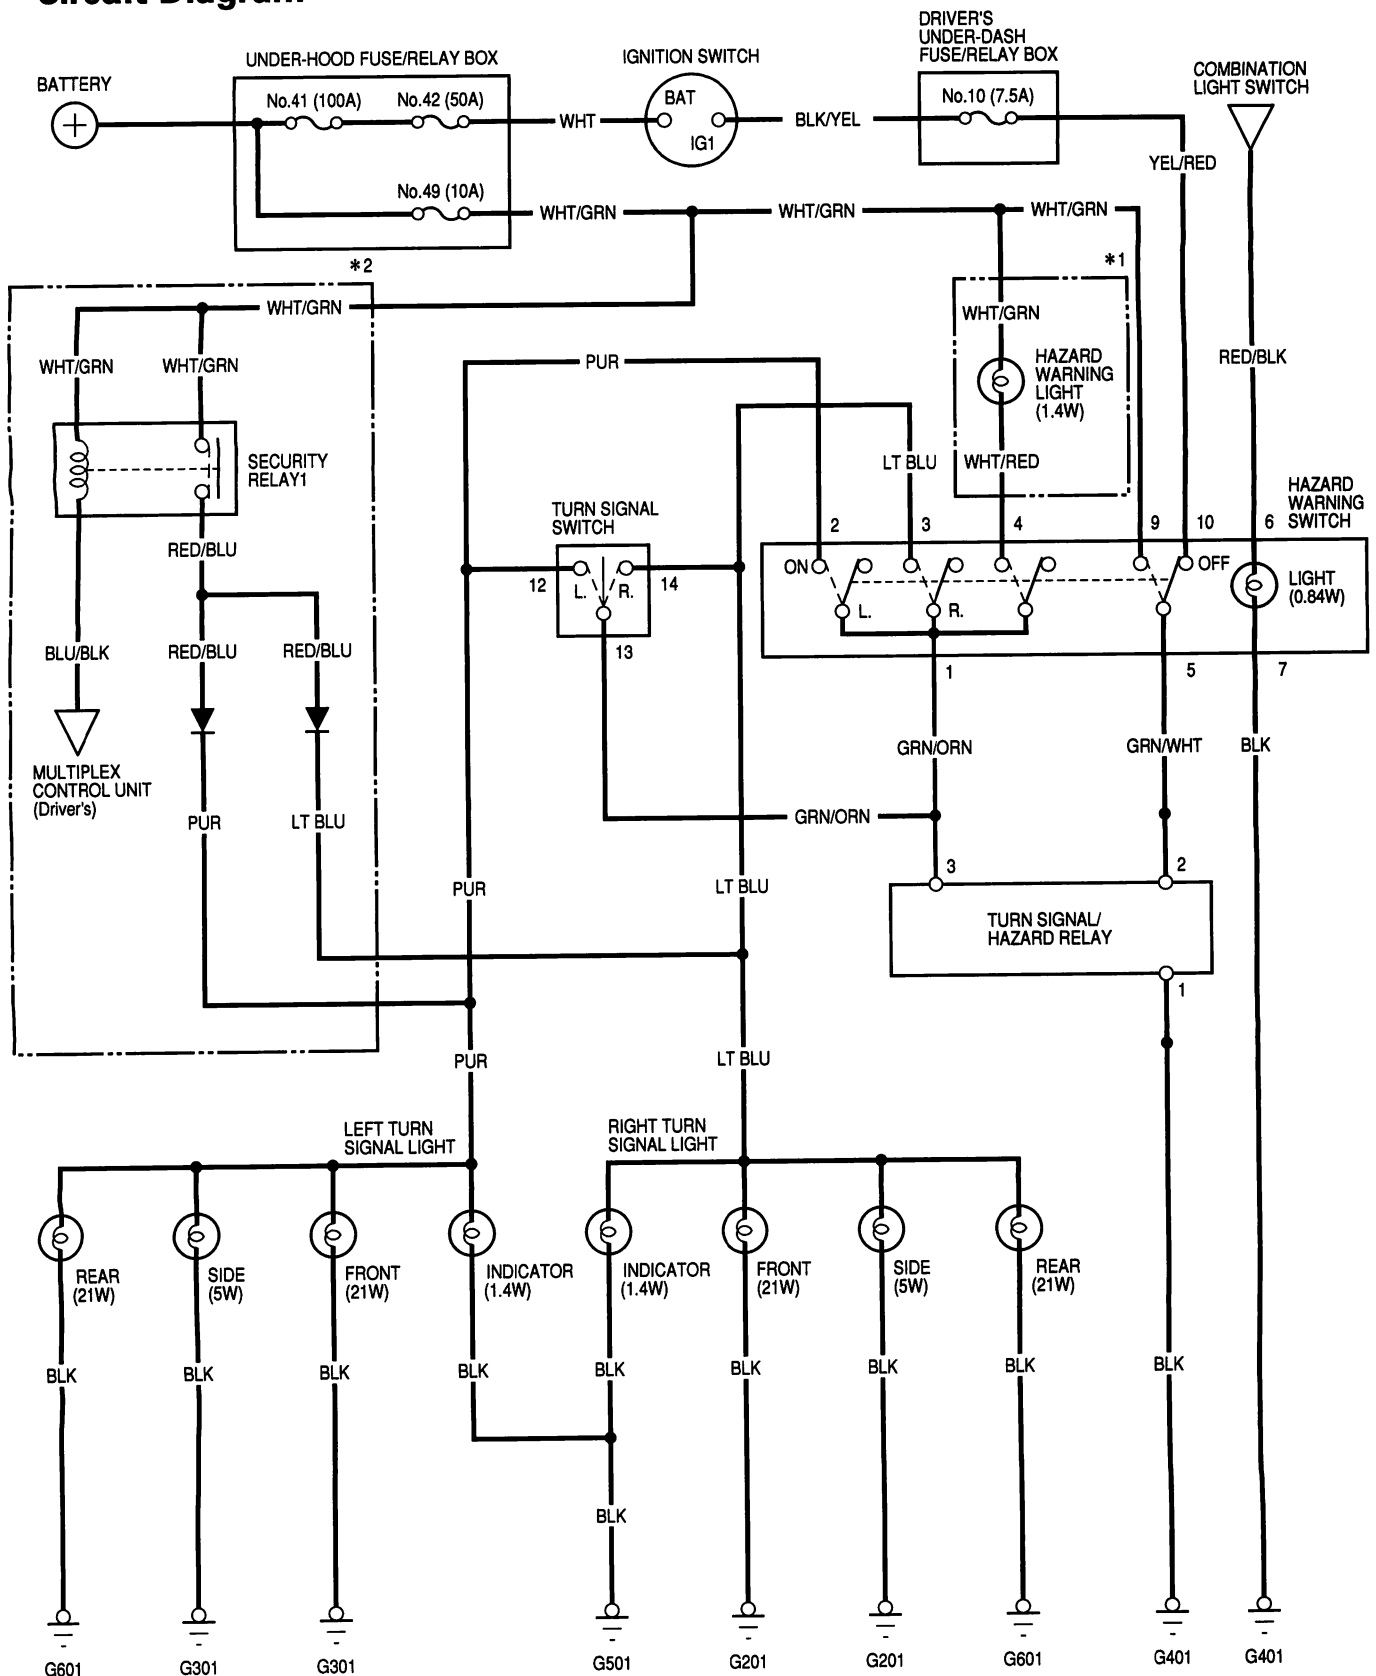 Circuit Diagram
DRIVER'S
UNDER-DASH
FUSE/RELAY BOX
UNDER-HOOD FUSE/RELAY BOX
IGNITION SWITCH
COMBINATION
LIGHT SWITCH
BATTERY
No.41 (100A)
No.42 (50A)
BAT
No.10 (7.5A)
WHT
BLK/YEL
IG1
YEL/RED
No.49 (10A)
WHT/GRN
WHT/GRN
WHT/GRN
*2
*1
WHT/GRN
WHT/GRN
WHT/GRN
WHT/GRN
PUR
HAZARD
WARNING
LIGHT
(1.4W)
RED/BLK
SECURITY
RELAY1
LT BLU
WHT/RED
HAZARD
WARNING
SWITCH
TURN SIGNAL
SWITCH
2
3
4
9
10
6
RED/BLU
ON
OFF
12
L.
R.
14
L.
R.
LIGHT
(0.84W)
BLU/BLK
RED/BLU
RED/BLU
13
1
5
7
GRN/ORN
GRN/WHT
BLK
MULTIPLEX
CONTROL UNIT
(Driver's)
PUR
LT BLU
GRN/ORN
3
2
PUR
LT BLU
TURN SIGNAL/
HAZARD RELAY
1
PUR
LT BLU
LEFT TURN
SIGNAL LIGHT
RIGHT TURN
SIGNAL LIGHT
REAR
(21W)
SIDE
(5W)
FRONT
(21W)
INDICATOR
(1.4W)
INDICATOR
(1.4W)
FRONT
(21W)
SIDE
(5W)
REAR
(21W)
BLK
BLK
BLK
BLK
BLK
BLK
BLK
BLK
BLK
BLK
G601
G301
G301
G501
G201
G201
G601
G401
G401